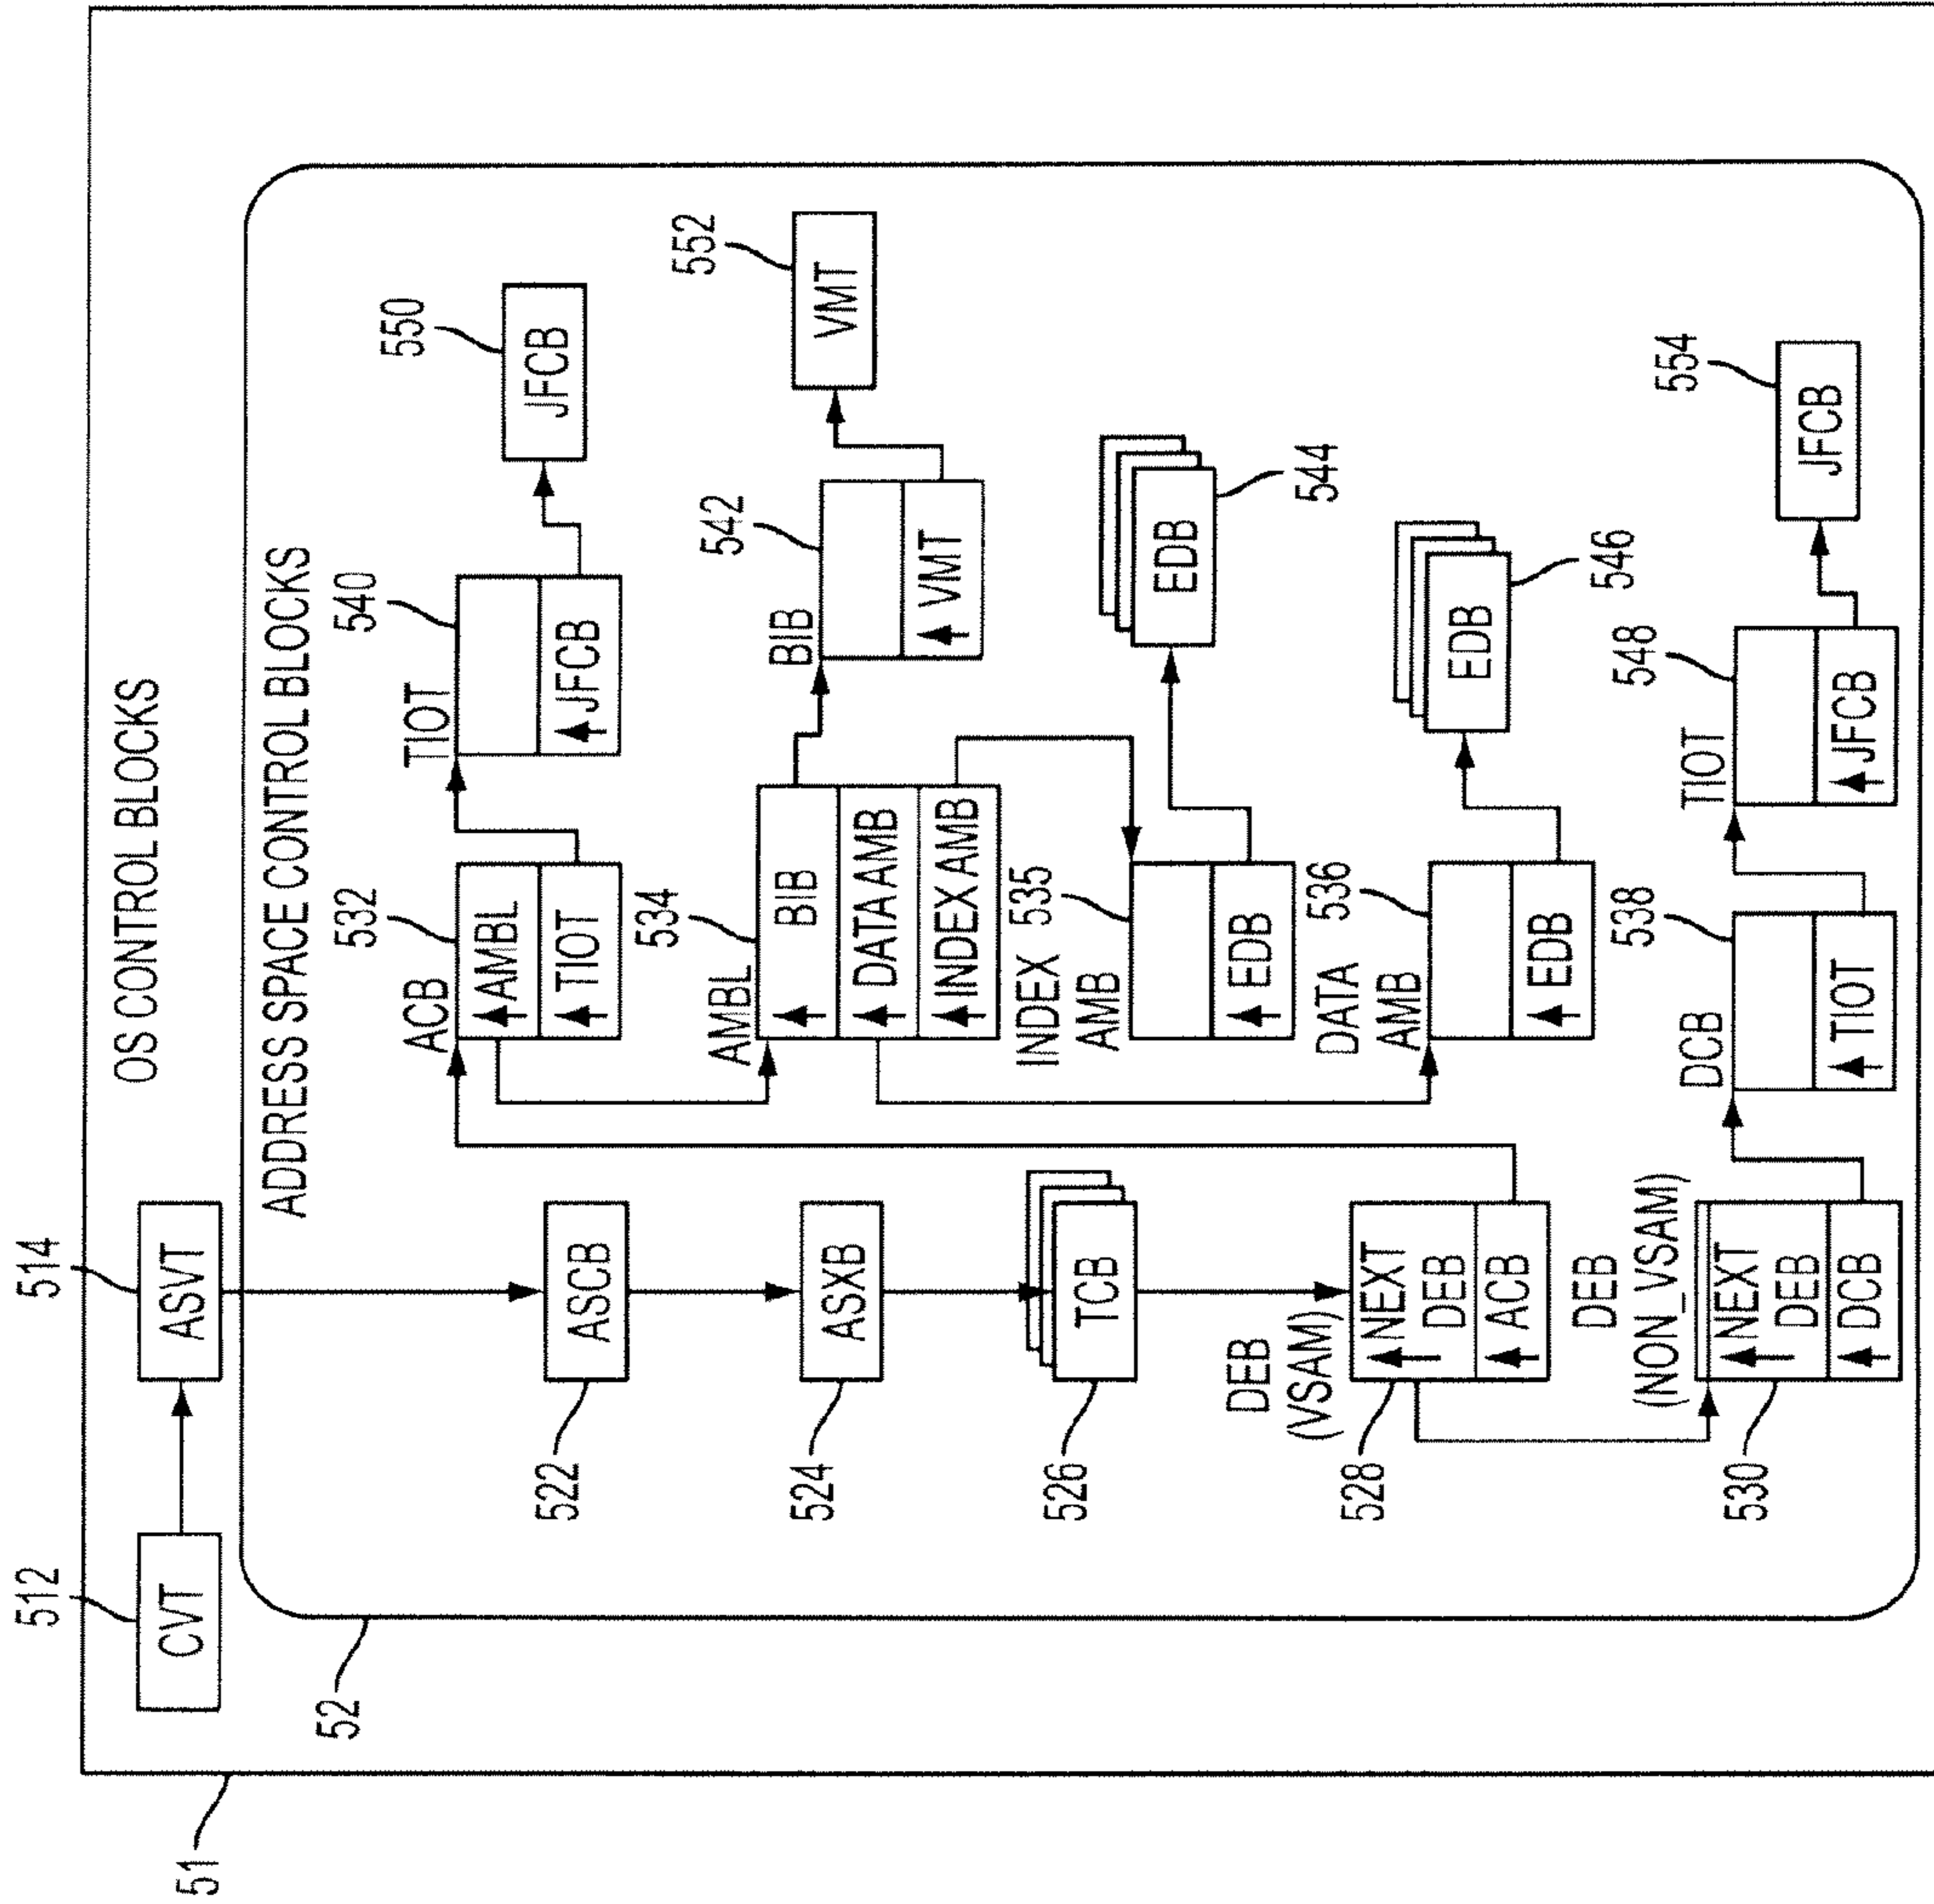 OS CONTROL BLOCKS
51
512
CVT
514
ASVT
52
ADDRESS SPACE CONTROL BLOCKS
522
ASCB
524
ASXB
526
TCB
DEB
(VSAM)
528
NEXT
DEB
ACB
DEB
(NON_VSAM)
530
NEXT
DEB
DCB
ACB
532
AMBL
TIOT
AMBL
534
BIB
DATA AMB
INDEX AMB
INDEX
AMB
535
EDB
DATA
AMB
536
EDB
DCB
538
TIOT
TIOT
540
JFCB
BIB
542
VMT
EDB
544
EDB
546
TIOT
548
JFCB
550
JFCB
552
VMT
554
JFCB